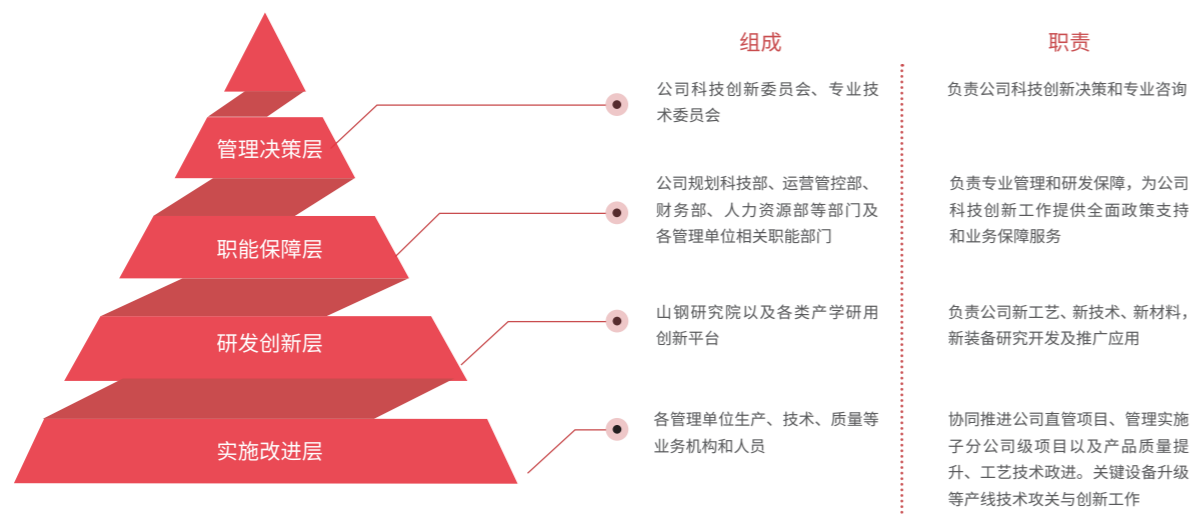 组成
职责
管理决策层
公司科技创新委员会、专业技
术委员会
负责公司科技创新决策和专业咨询
职能保障层
公司规划科技部、运营管控部、
财务部、人力资源部等部门及
各管理单位相关职能部门
负责专业管理和研发保障，为公司
科技创新工作提供全面政策支持
和业务保障服务
研发创新层
山钢研究院以及各类产学研用
创新平台
负责公司新工艺、新技术、新材料，
新装备研究开发及推广应用
实施改进层
各管理单位生产、技术、质量等
业务机构和人员
协同推进公司直管项目、管理实施
子分公司级项目以及产品质量提
升、工艺技术政进。关键设备升级
等产线技术攻关与创新工作